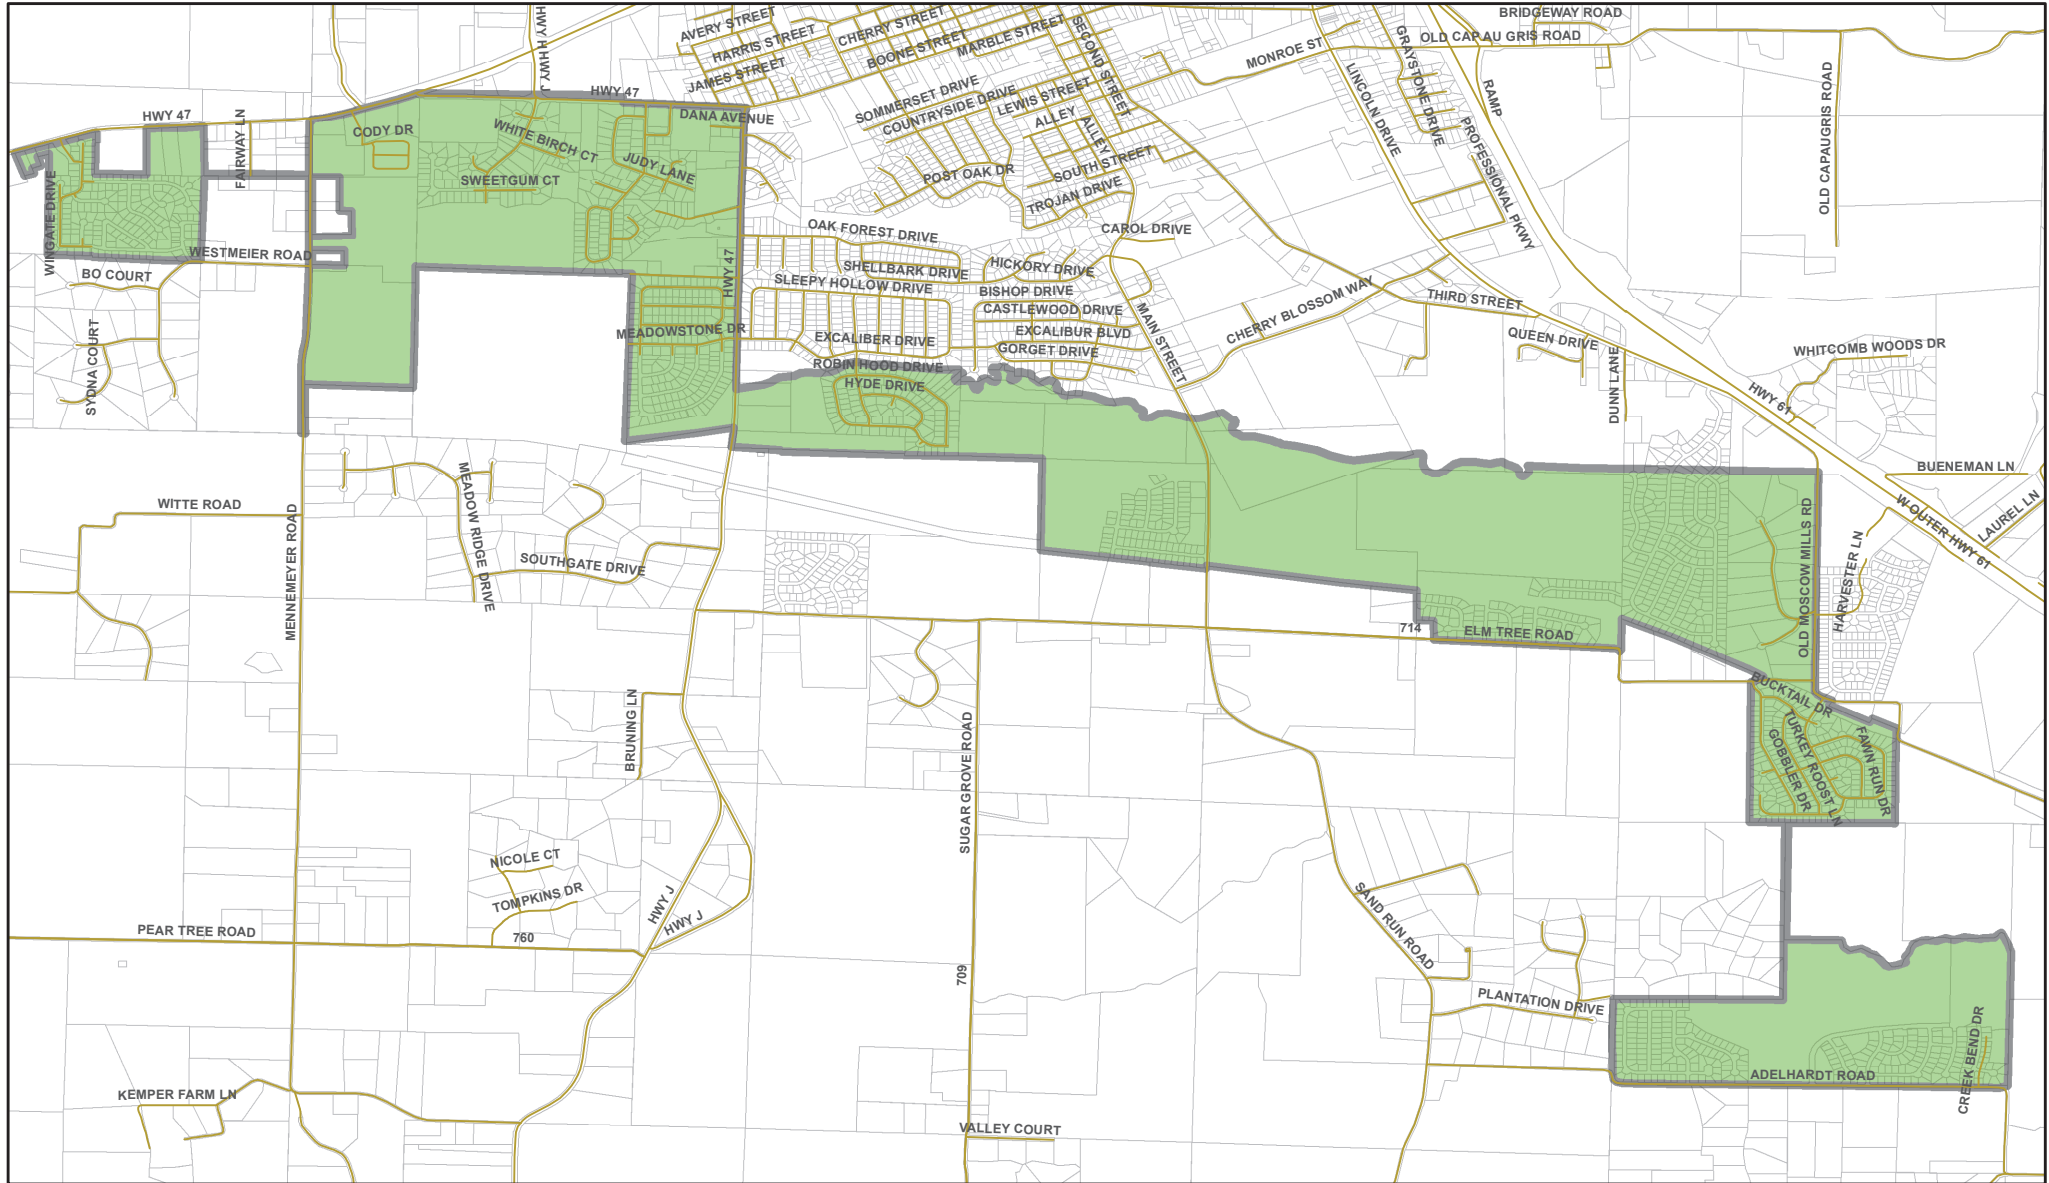 BRIDGEWAY ROAD
AVERY STREET
CHERRY STREET
SECOND STREET
HWY H
HWY J
HARRIS STREET
BOONE STREET
MARBLE STREET
MONROE ST
GRAYSTONE DRIVE
OLD CAP AU GRIS ROAD
JAMES STREET
LINCOLN DRIVE
RAMP
HWY 47
HWY 47
SOMMERSET DRIVE
COUNTRYSIDE DRIVE
LEWIS STREET
ALLEY
ALLEY
DANA AVENUE
FAIRWAY LN
CODY DR
WHITE BIRCH CT
JUDY LANE
SWEETGUM CT
POST OAK DR
SOUTH STREET
TROJAN DRIVE
PROFESSIONAL PKWY
OLD CAPAUGRIS ROAD
WINGATE DRIVE
OAK FOREST DRIVE
CAROL DRIVE
WESTMEIER ROAD
BO COURT
HWY 47
SHELLBARK DRIVE
HICKORY DRIVE
SLEEPY HOLLOW DRIVE
BISHOP DRIVE
CASTLEWOOD DRIVE
MAIN STREET
CHERRY BLOSSOM WAY
THIRD STREET
SYDNA COURT
MEADOWSTONE DR
EXCALIBER DRIVE
EXCALIBUR BLVD
GORGET DRIVE
QUEEN DRIVE
DUNN LANE
WHITCOMB WOODS DR
ROBIN HOOD DRIVE
HYDE DRIVE
HWY 61
BUENEMAN LN
WITTE ROAD
MENNEMEYER ROAD
MEADOW RIDGE DRIVE
SOUTHGATE DRIVE
OLD MOSCOW MILLS RD
HARVESTER LN
W OUTER HWY 61
LAUREL LN
714
ELM TREE ROAD
BRUNING LN
SUGAR GROVE ROAD
BUCKTAIL DR
TURKEY ROOST LN
GOBBLER DR
FAWN RUN DR
NICOLE CT
TOMPKINS DR
HWY J
HWY J
SAND RUN ROAD
PEAR TREE ROAD
760
709
PLANTATION DRIVE
CREEK BEND DR
ADELHARDT ROAD
KEMPER FARM LN
VALLEY COURT